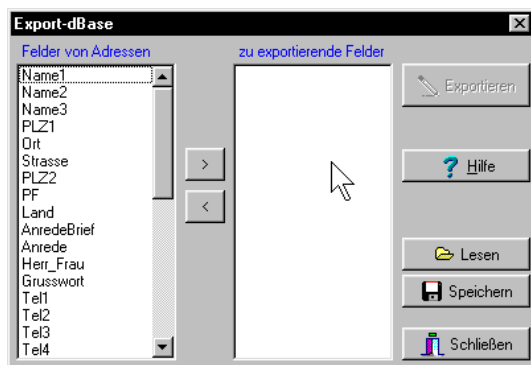 Export-dBase
Felder von Adressen
zu exportierende Felder
Name1
Name2
Name3
PLZ1
Ort
Strasse
PLZ2
PF
Land
AnredeBrief
Anrede
Herr_Frau
Grusswort
Tel1
Tel2
Tel3
Tel4
>
<
Exportieren
? Hilfe
Lesen
Speichern
Schließen